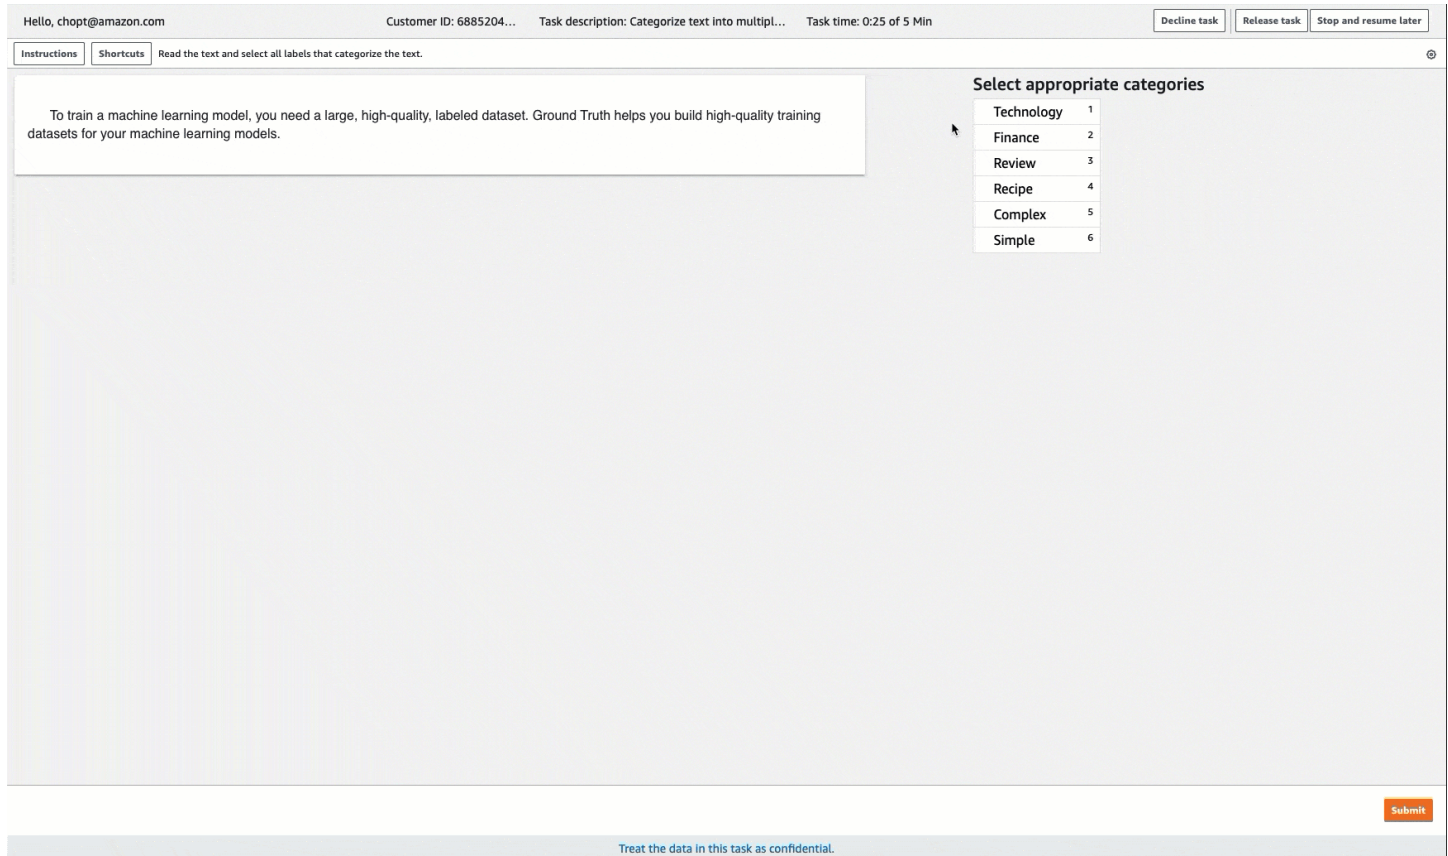 Hello, chopt@amazon.com Customer ID: 6885204... Task description: Categorize text into multipl... Task time: 0:25 of 5 Min Decline task Release task Stop and resume later
Instructions Shortcuts Read the text and select all labels that categorize the text.
To train a machine learning model, you need a large, high-quality, labeled dataset. Ground Truth helps you build high-quality training
datasets for your machine learning models.
Select appropriate categories
Technology 1
Finance 2
Review 3
Recipe 4
Complex 5
Simple 6
Submit
Treat the data in this task as confidential.